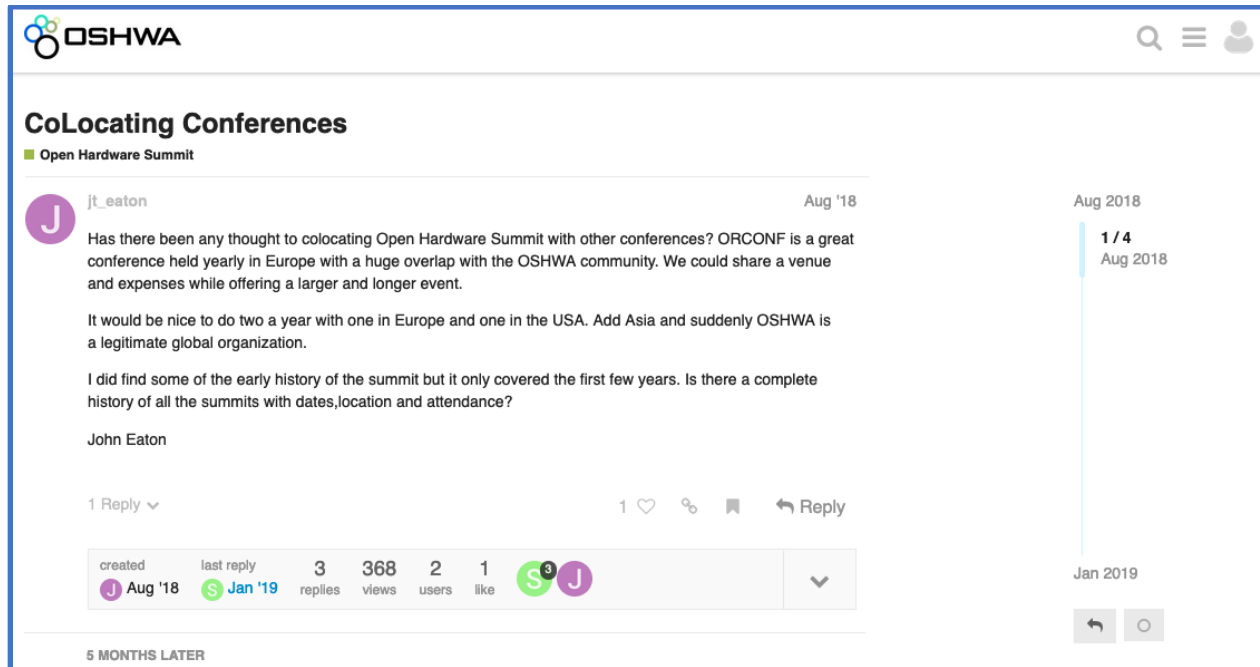 OSHWA
CoLocating Conferences
Open Hardware Summit
J
jt_eaton
Aug '18
Has there been any thought to colocating Open Hardware Summit with other conferences? ORCONF is a great
conference held yearly in Europe with a huge overlap with the OSHWA community. We could share a venue
and expenses while offering a larger and longer event.
It would be nice to do two a year with one in Europe and one in the USA. Add Asia and suddenly OSHWA is
a legitimate global organization.
I did find some of the early history of the summit but it only covered the first few years. Is there a complete
history of all the summits with dates,location and attendance?
John Eaton
1 Reply
1
Reply
created
J Aug '18
last reply
S Jan '19
3
replies
368
views
2
users
1
like
S 3
J
5 MONTHS LATER
Aug 2018
1 / 4
Aug 2018
Jan 2019